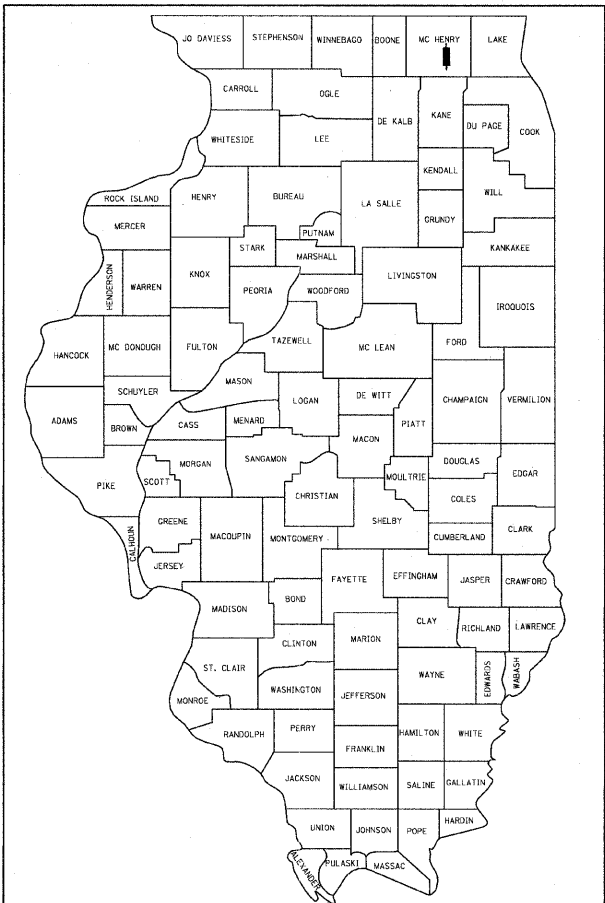 JO DAVIESS
STEPHENSON
WINNEBAGO
BOONE
MC HENRY
LAKE
CARROLL
OGLE
DE KALB
KANE
DU PAGE
COOK
WHITESIDE
LEE
KENDALL
WILL
ROCK ISLAND
HENRY
BUREAU
LA SALLE
GRUNDY
MERCER
PUTNAM
STARK
MARSHALL
KANKAKEE
HENDERSON
WARREN
KNOX
PEORIA
WOODFORD
LIVINGSTON
IROQUOIS
HANCOCK
MC DONOUGH
FULTON
TAZEWELL
MC LEAN
FORD
MASON
SCHUYLER
LOGAN
DE WITT
CHAMPAIGN
VERMILION
ADAMS
BROWN
CASS
MENARD
MACON
PIATT
SANGAMON
DOUGLAS
EDGAR
PIKE
SCOTT
MORGAN
MOULTRIE
CHRISTIAN
COLES
CALHOUN
GREENE
MACOUPIN
MONTGOMERY
SHELBY
CUMBERLAND
CLARK
JERSEY
FAYETTE
EFFINGHAM
JASPER
CRAWFORD
MADISON
BOND
CLINTON
MARION
CLAY
RICHLAND
LAWRENCE
ST. CLAIR
WASHINGTON
WAYNE
EDWARDS
WABASH
MONROE
JEFFERSON
RANDOLPH
PERRY
HAMILTON
WHITE
FRANKLIN
JACKSON
WILLIAMSON
SALINE
GALLATIN
UNION
JOHNSON
POPE
HARDIN
ALEXANDER
PULASKI
MASSAC